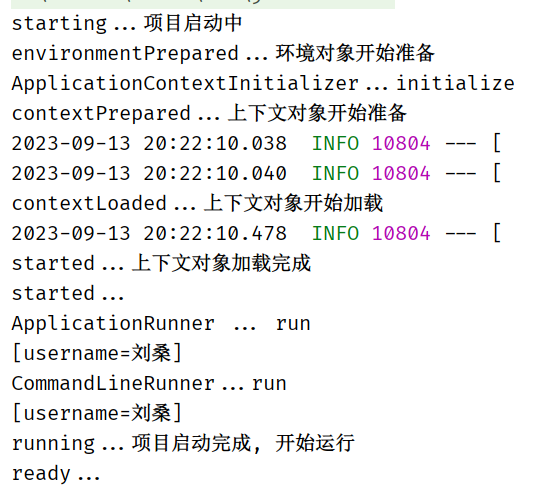 starting...项目启动中
environmentPrepared...环境对象开始准备
ApplicationContextInitializer...initialize
contextPrepared...上下文对象开始准备
2023-09-13 20:22:10.038  INFO 10804 --- [
2023-09-13 20:22:10.040  INFO 10804 --- [
contextLoaded...上下文对象开始加载
2023-09-13 20:22:10.478  INFO 10804 --- [
started...上下文对象加载完成
started...
ApplicationRunner ... run
[username=刘桑]
CommandLineRunner...run
[username=刘桑]
running...项目启动完成, 开始运行
ready...